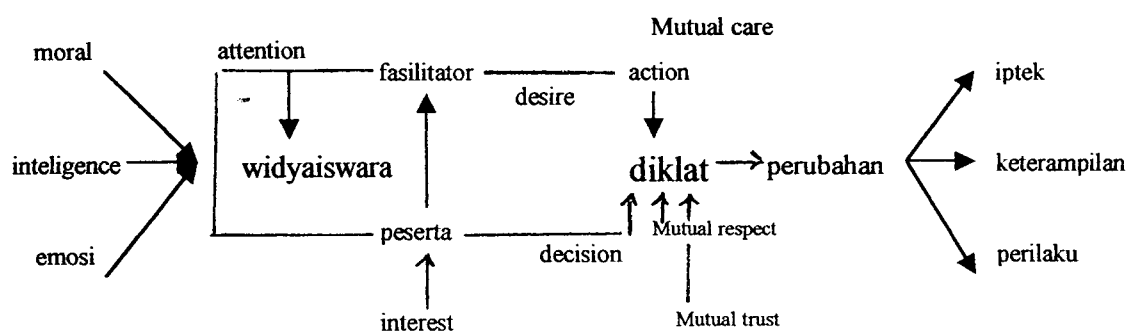 Mutual care
moral
attention
fasilitator
action
iptek
desire
inteligence
widyaiswara
diklat
perubahan
keterampilan
peserta
Mutual respect
emosi
decision
perilaku
interest
Mutual trust